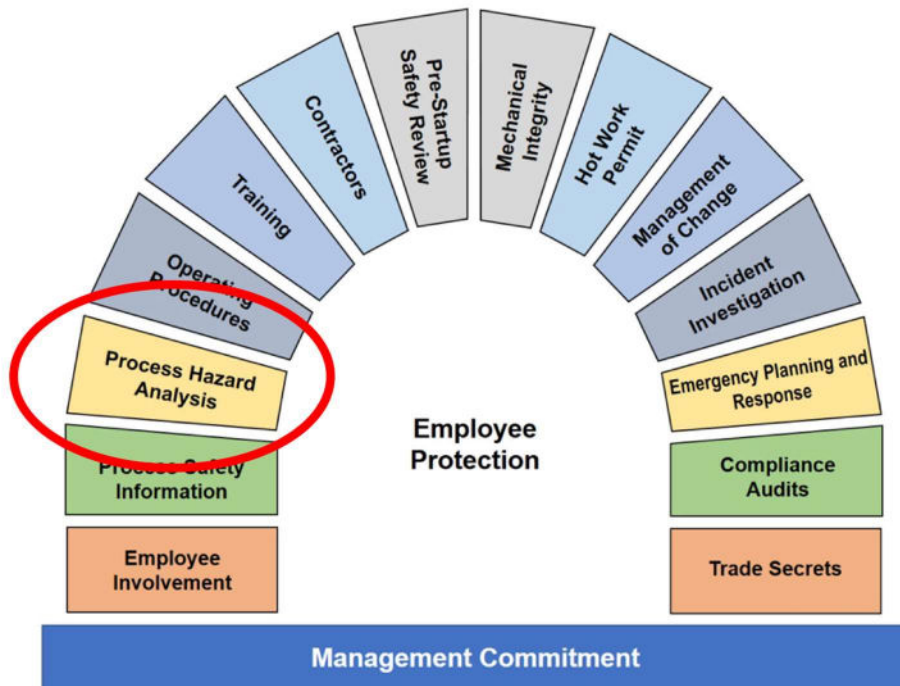 Pre-Startup
Safety Review
Mechanical
Integrity
Contractors
Hot Work
Permit
Training
Management
of Change
Operating
Procedures
Incident
Investigation
Process Hazard
Analysis
Emergency Planning and
Response
Employee
Protection
Process Safety
Information
Compliance
Audits
Employee
Involvement
Trade Secrets
Management Commitment